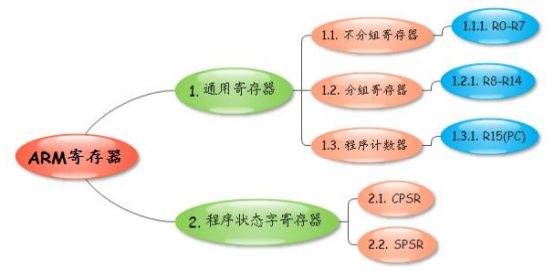 ARM寄存器
1. 通用寄存器
1.1. 不分组寄存器
1.1.1. R0-R7
1.2. 分组寄存器
1.2.1. R8-R14
1.3. 程序计数器
1.3.1. R15(PC)
2. 程序状态字寄存器
2.1. CPSR
2.2. SPSR